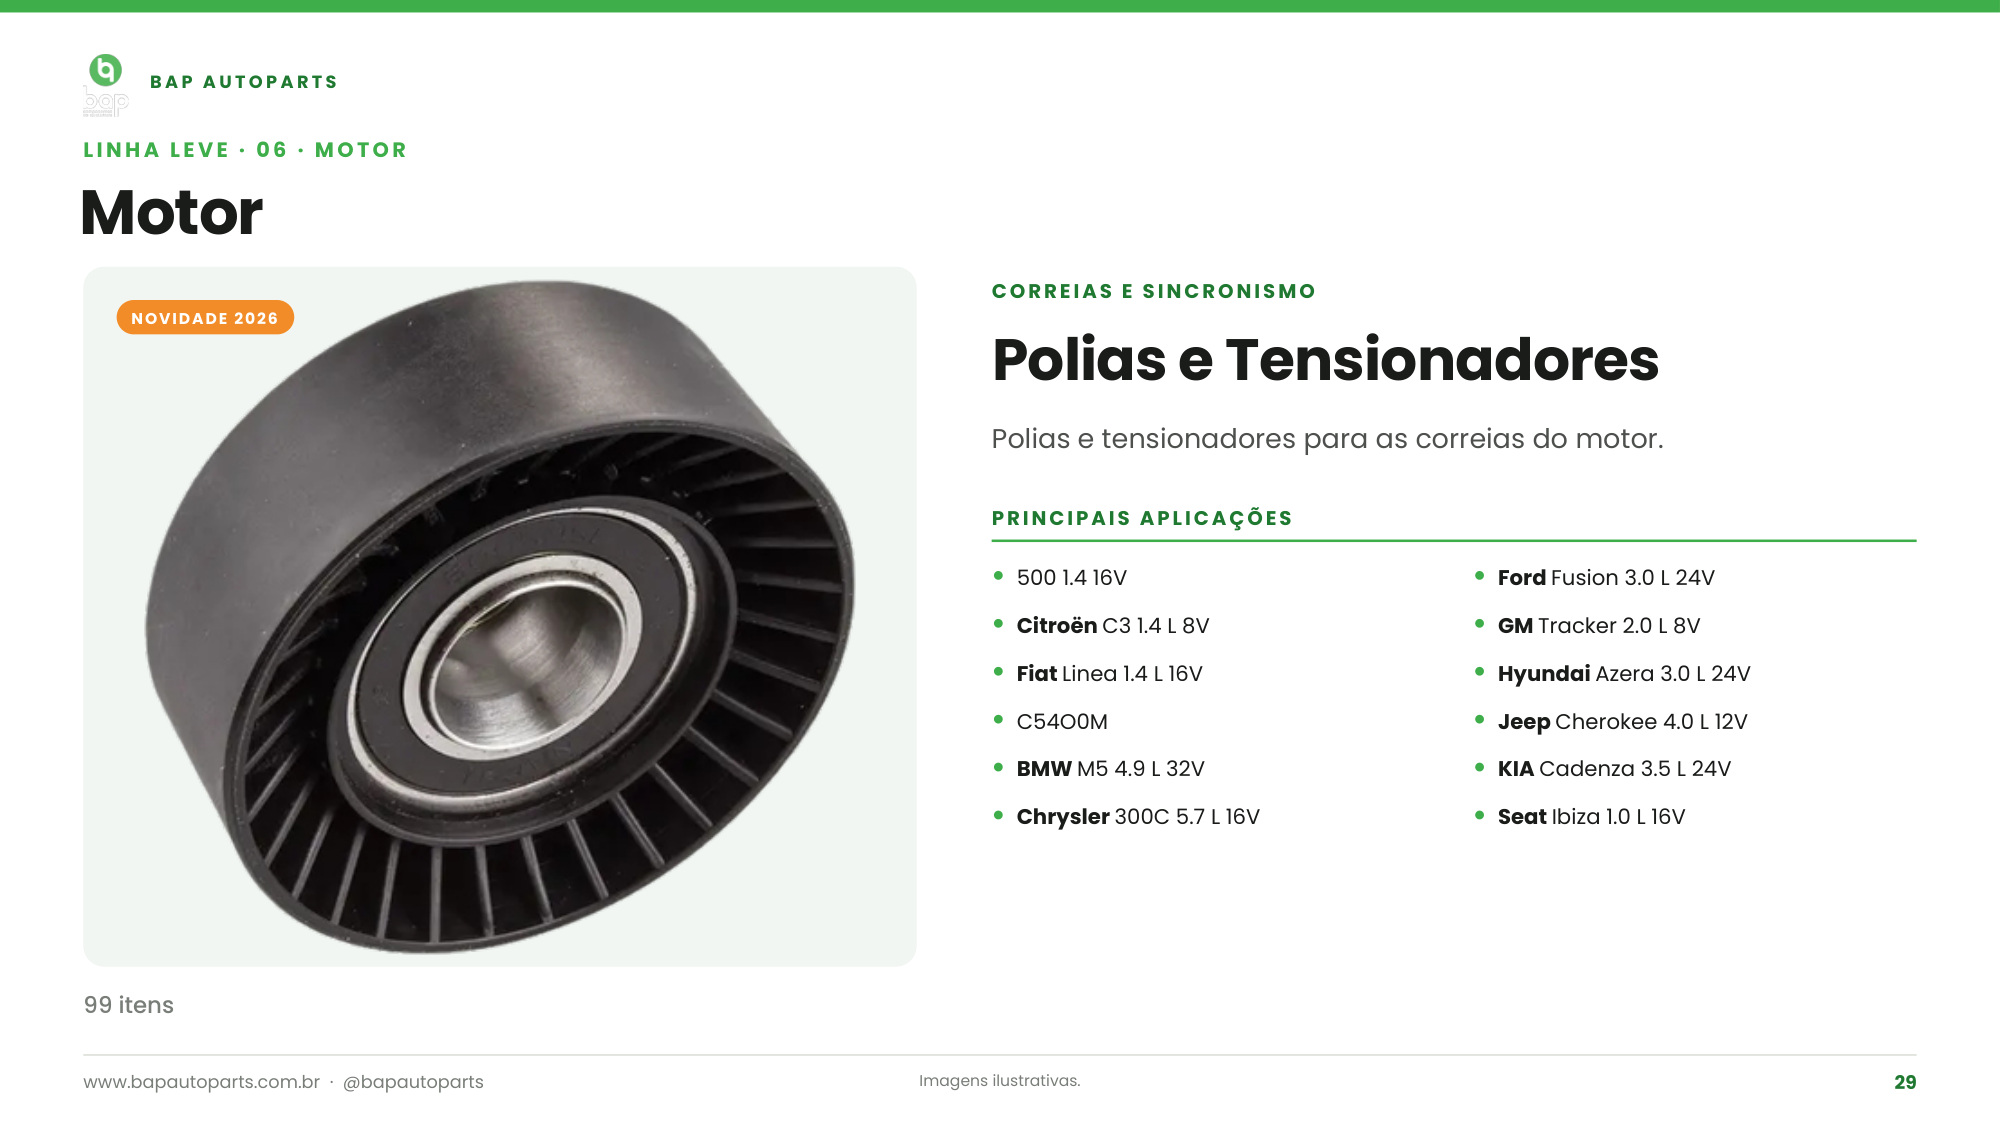 bap
BAP AUTOPARTS
LINHA LEVE · 06 · MOTOR
Motor
NOVIDADE 2026
99 itens
CORREIAS E SINCRONISMO
Polias e Tensionadores
Polias e tensionadores para as correias do motor.
PRINCIPAIS APLICAÇÕES
500 1.4 16V
Citroën C3 1.4 L 8V
Fiat Linea 1.4 L 16V
C54O0M
BMW M5 4.9 L 32V
Chrysler 300C 5.7 L 16V
Ford Fusion 3.0 L 24V
GM Tracker 2.0 L 8V
Hyundai Azera 3.0 L 24V
Jeep Cherokee 4.0 L 12V
KIA Cadenza 3.5 L 24V
Seat Ibiza 1.0 L 16V
www.bapautoparts.com.br · @bapautoparts
Imagens ilustrativas.
29